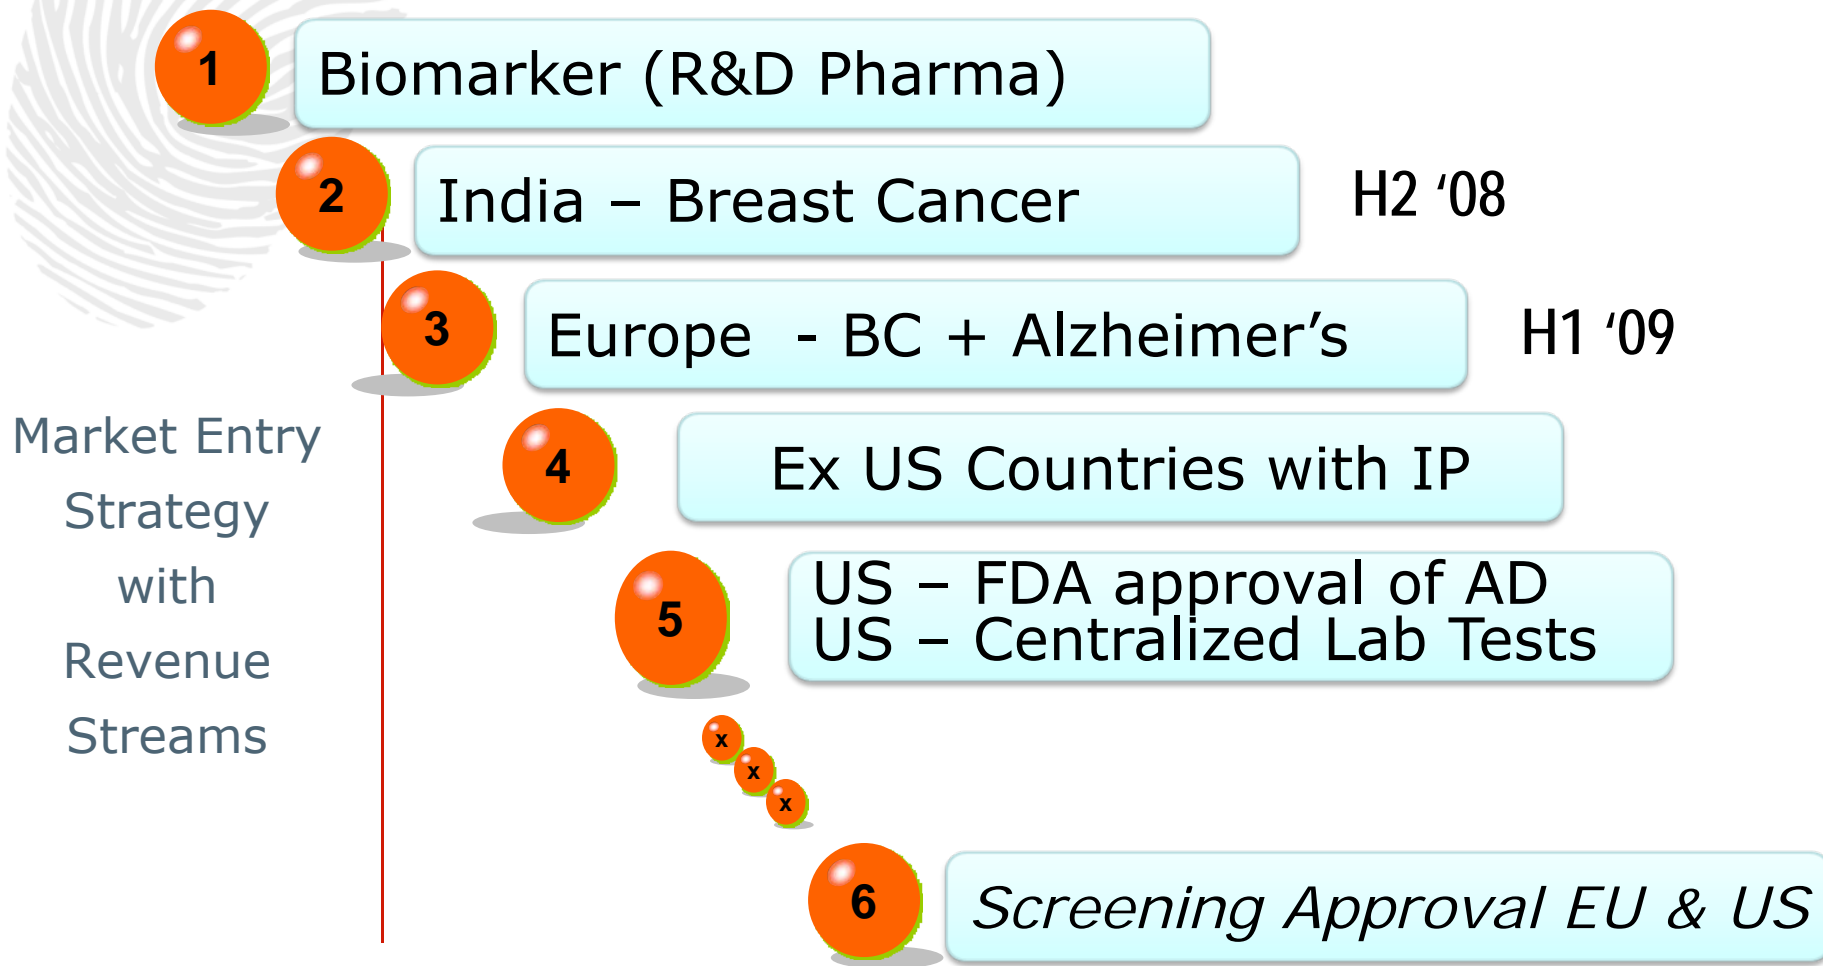 1
Biomarker (R&D Pharma)
2
India – Breast Cancer
H2 ‘08
3
Europe  - BC + Alzheimer’s
H1 ‘09
Market Entry
Strategy
with
Revenue
Streams
4
Ex US Countries with IP
5
US – FDA approval of AD
US – Centralized Lab Tests
x
x
x
6
Screening Approval EU & US